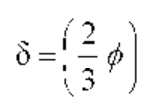 δ = (2/3 ϕ)